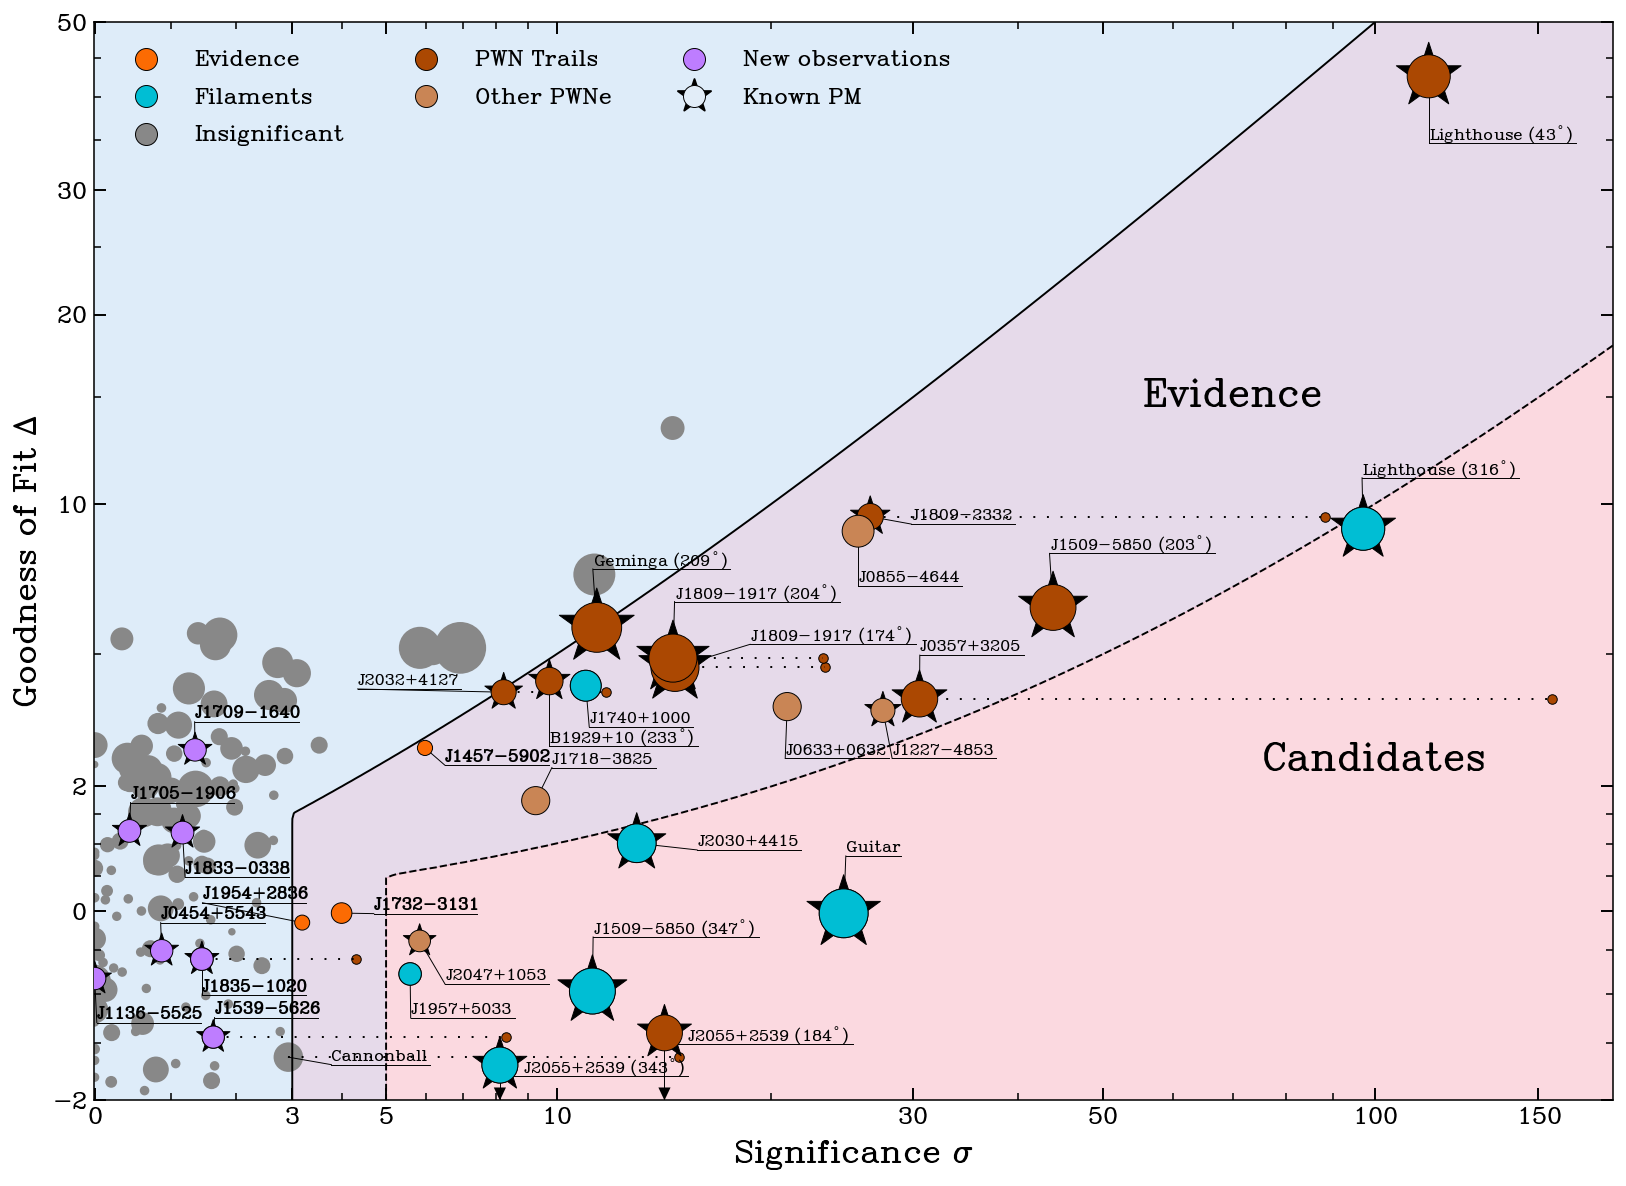 50
30
20
10
2
0
−2
Goodness of Fit Δ
Evidence
Filaments
Insignificant
PWN Trails
Other PWNe
New observations
Known PM
Lighthouse (43°)
Evidence
Lighthouse (316°)
J1809−2332
J1509−5850 (203°)
Geminga (209°)
J0855−4644
J1809−1917 (204°)
J1809−1917 (174°)
J0357+3205
J2032+4127
J1740+1000
B1929+10 (233°)
J1709−1640
J0633+0632
J1227−4853
J1457−5902
J1718−3825
Candidates
J1705−1906
J2030+4415
Guitar
J1833−0338
J1954+2836
J1732−3131
J0454+5543
J1509−5850 (347°)
J2047+1053
J1835−1020
J1957+5033
J1539−5626
J1136−5525
J2055+2539 (184°)
Cannonball
J2055+2539 (343°)
0
3
5
10
30
50
100
150
Significance σ